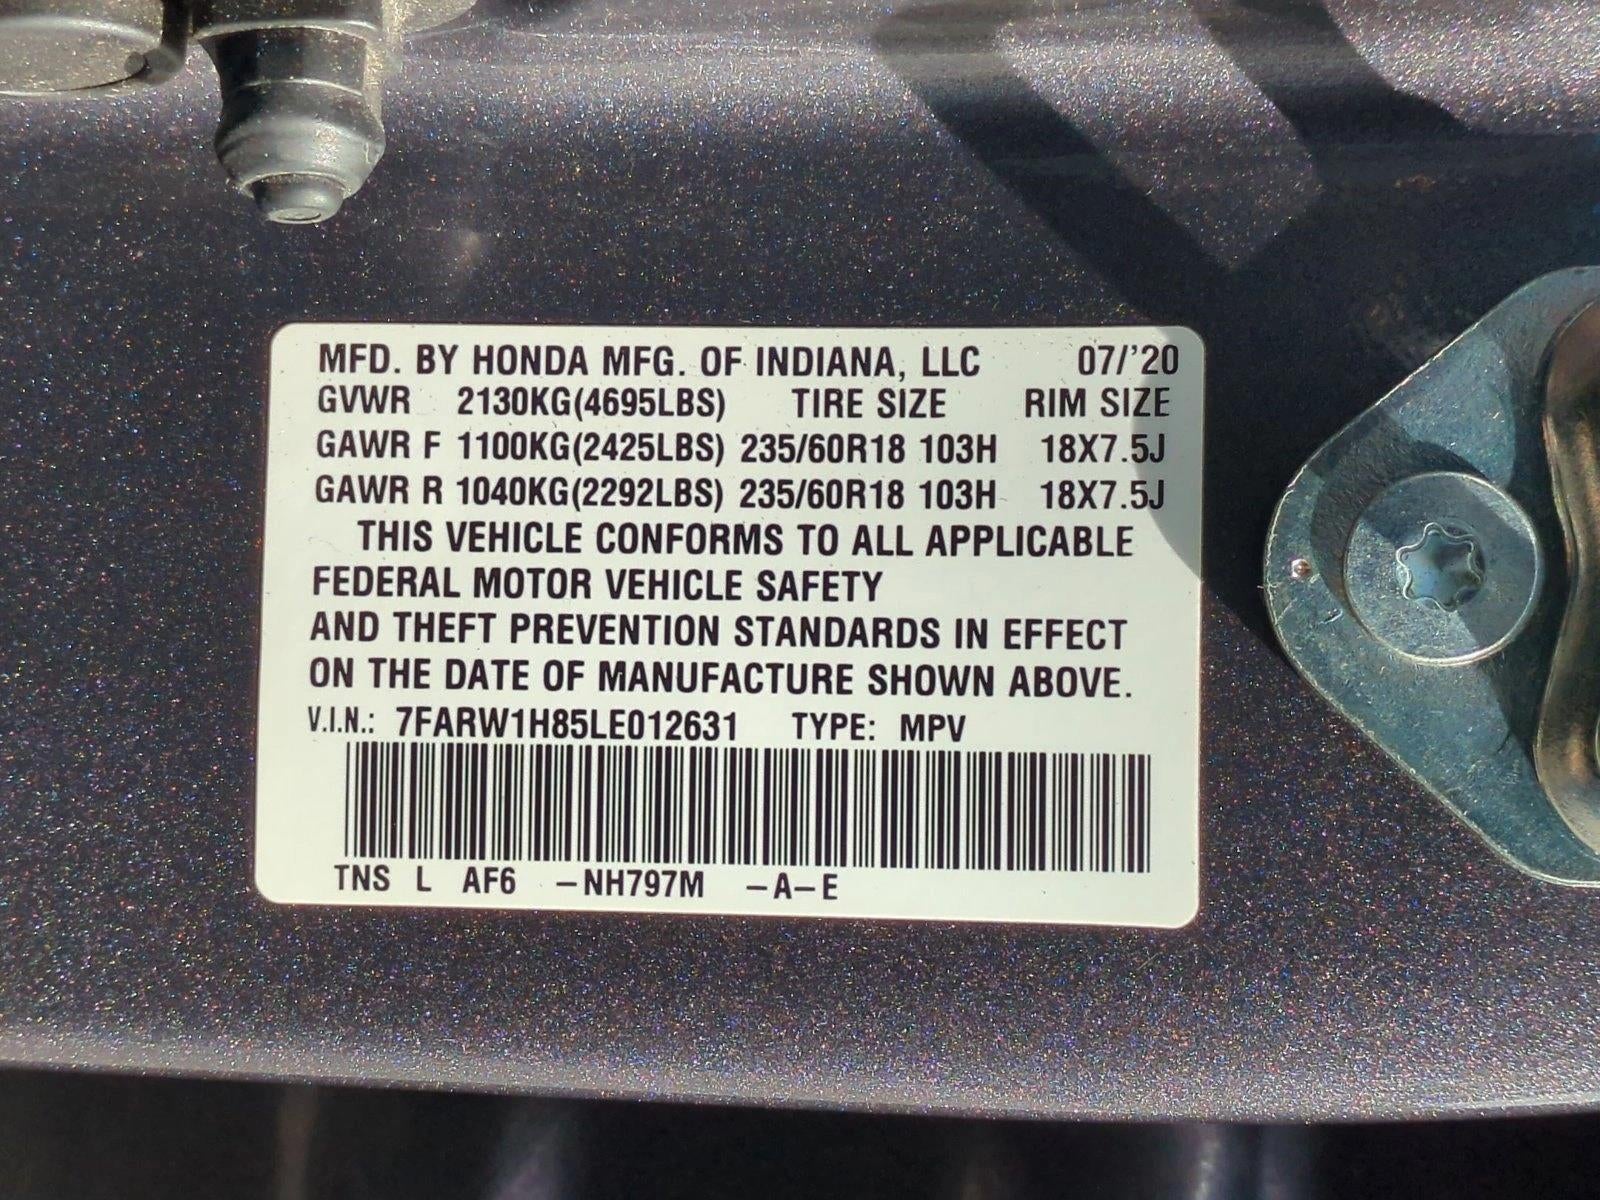 MFD. BY HONDA MFG. OF INDIANA, LLC 07/'20
GVWR 2130KG(4695LBS) TIRE SIZE RIM SIZE
GAWR F 1100KG(2425LBS) 235/60R18 103H 18X7.5J
GAWR R 1040KG(2292LBS) 235/60R18 103H 18X7.5J
THIS VEHICLE CONFORMS TO ALL APPLICABLE
FEDERAL MOTOR VEHICLE SAFETY
AND THEFT PREVENTION STANDARDS IN EFFECT
ON THE DATE OF MANUFACTURE SHOWN ABOVE.
V.I.N.: 7FARW1H85LE012631 TYPE: MPV
TNS L AF6 -NH797M -A-E